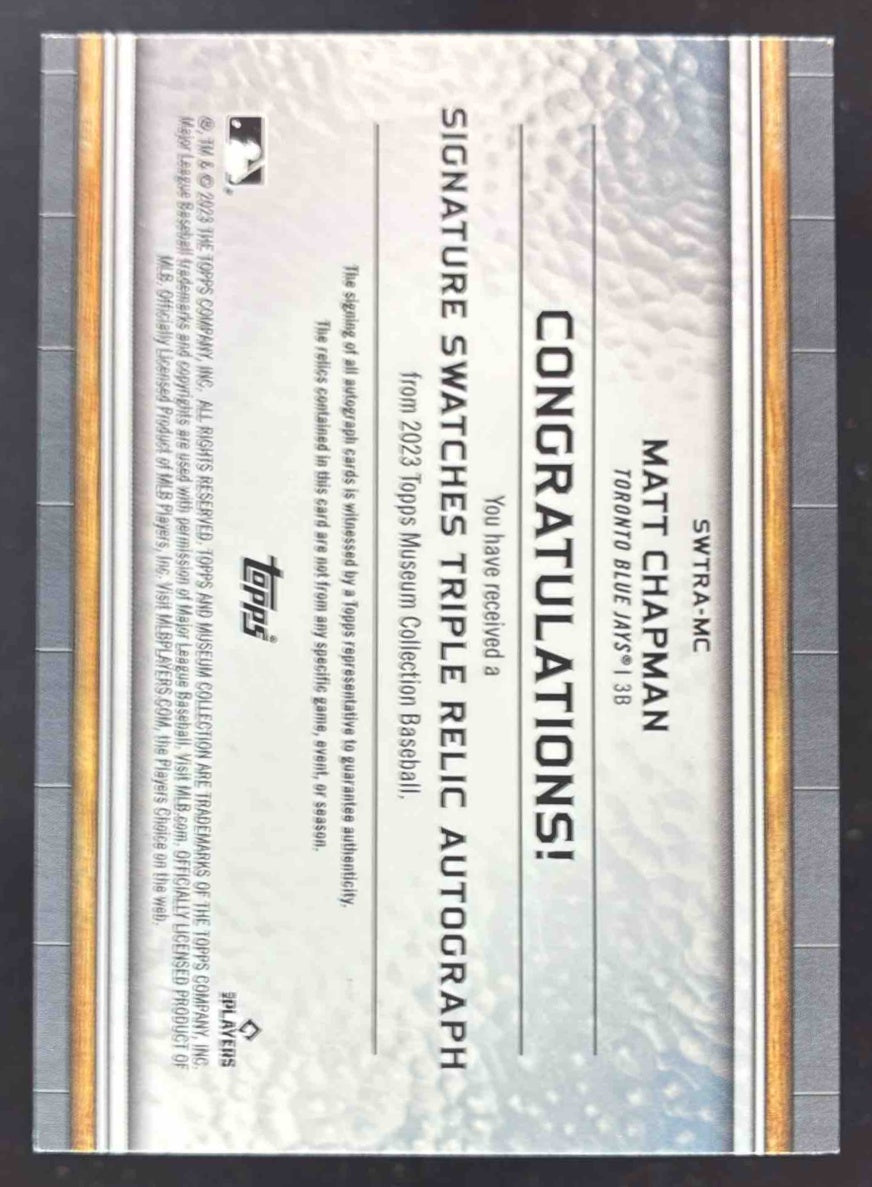 SWTRA-MC
MATT CHAPMAN
TORONTO BLUE JAYS® | 3B
CONGRATULATIONS!
You have received a
SIGNATURE SWATCHES TRIPLE RELIC AUTOGRAPH
from 2023 Topps Museum Collection Baseball.
The signing of all autograph cards is witnessed by a Topps representative to guarantee authenticity.
The relics contained in this card are not from any specific game, event, or season.
topps®
PLAYERS
®, TM & © 2023 THE TOPPS COMPANY, INC. ALL RIGHTS RESERVED. TOPPS AND MUSEUM COLLECTION ARE TRADEMARKS OF THE TOPPS COMPANY, INC.
Major League Baseball trademarks and copyrights are used with permission of Major League Baseball. Visit MLB.com. OFFICIALLY LICENSED PRODUCT OF
MLB. Officially Licensed Product of MLB Players, Inc. Visit MLBPLAYERS.COM, the Players Choice on the web.